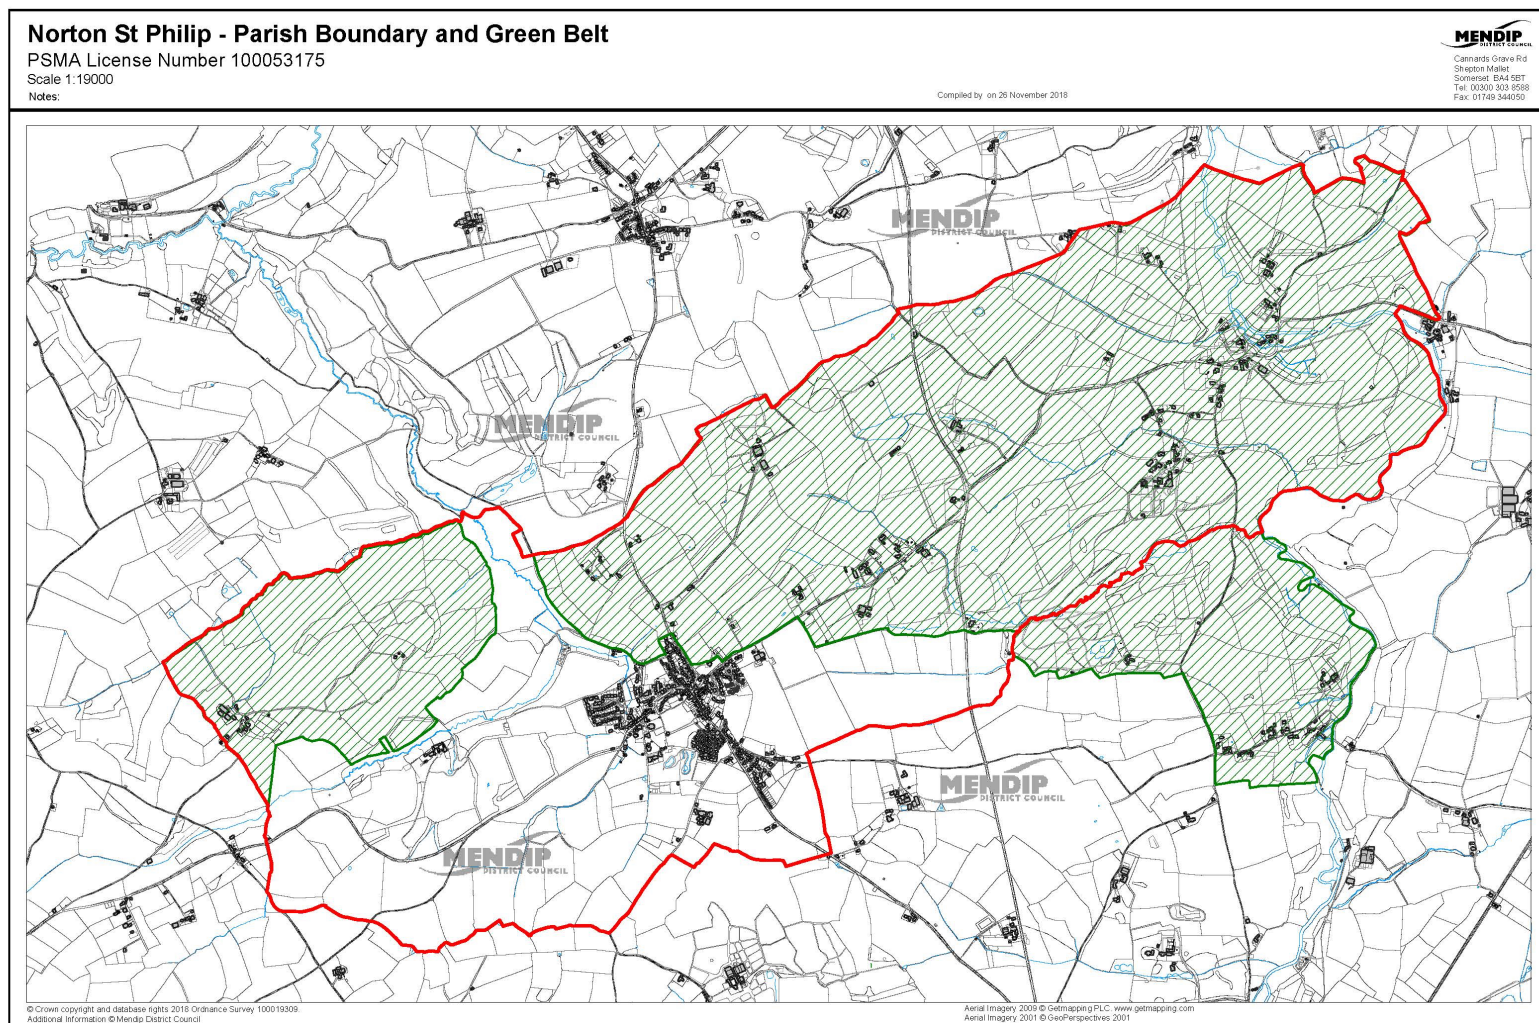 Norton St Philip - Parish Boundary and Green Belt
PSMA License Number 100053175
Scale 1:19000
Notes:
Compiled by on 26 November 2018
MENDIP
DISTRICT COUNCIL
Cannards Grave Rd
Shepton Mallet
Somerset BA4 5BT
Tel: 00300 303 8588
Fax: 01749 344050
MENDIP
DISTRICT COUNCIL
MENDIP
DISTRICT COUNCIL
MENDIP
DISTRICT COUNCIL
MENDIP
DISTRICT COUNCIL
© Crown copyright and database rights 2018 Ordnance Survey 100019309.
Additional Information © Mendip District Council
Aerial Imagery 2009 © Getmapping PLC. www.getmapping.com
Aerial Imagery 2001 © GeoPerspectives 2001